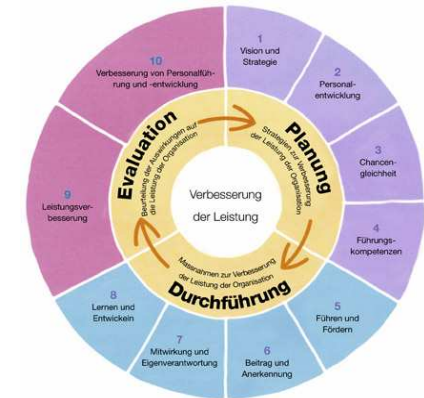 1
Vision und
Strategie
2
Personal-
entwicklung
3
Chancen-
gleichheit
4
Führungs-
kompetenzen
5
Führen und
Fördern
6
Beitrag und
Anerkennung
7
Mitwirkung und
Eigenverantwortung
8
Lernen und
Entwickeln
9
Leistungsver-
besserung
10
Verbesserung von Personalfüh-
rung und -entwicklung
Planung
Strategien zur Verbesserung
der Leistung der Organisation
Durchführung
Massnahmen zur Verbesserung
der Leistung der Organisation
Evaluation
Beurteilung der Auswirkungen auf
die Leistung der Organisation
Verbesserung
der Leistung